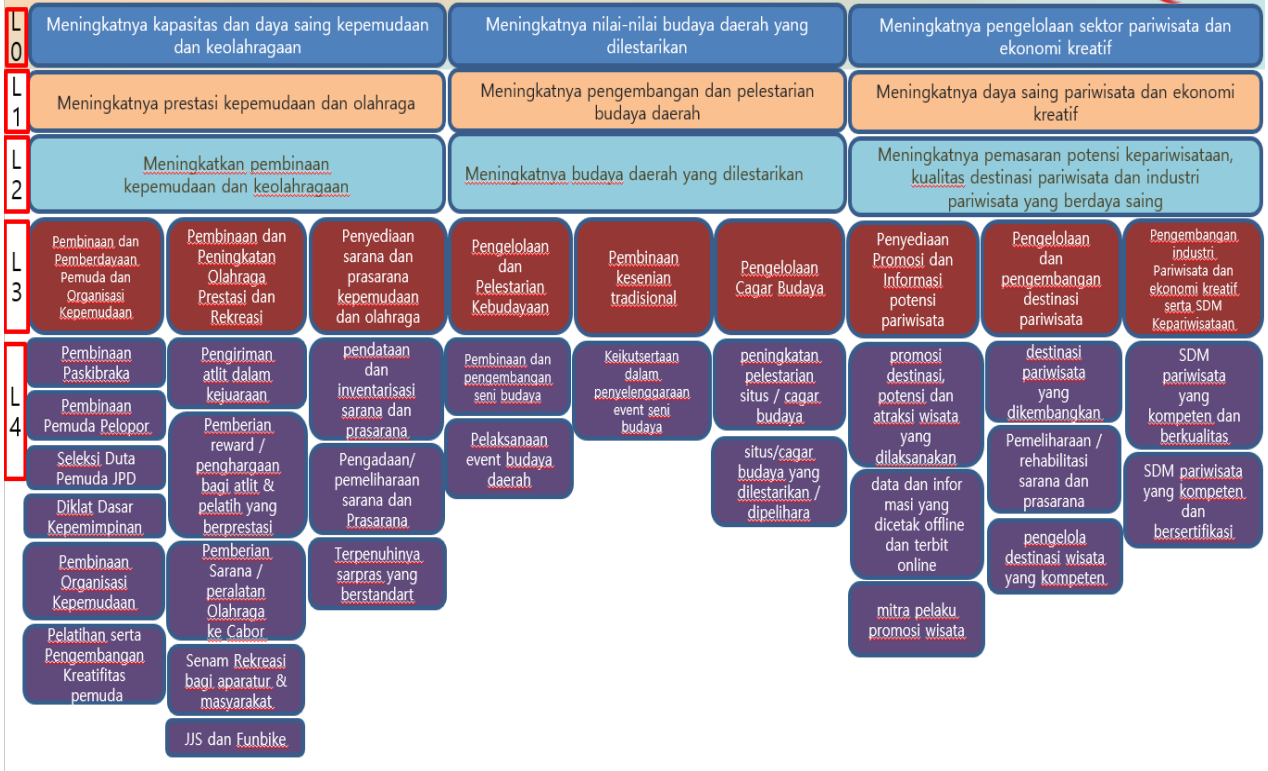 L
0
Meningkatnya kapasitas dan daya saing kepemudaan
dan keolahragaan
Meningkatnya nilai-nilai budaya daerah yang
dilestarikan
Meningkatnya pengelolaan sektor pariwisata dan
ekonomi kreatif
L
1
Meningkatnya prestasi kepemudaan dan olahraga
Meningkatnya pengembangan dan pelestarian
budaya daerah
Meningkatnya daya saing pariwisata dan ekonomi
kreatif
L
2
Meningkatkan pembinaan
kepemudaan dan keolahragaan
Meningkatnya budaya daerah yang dilestarikan
Meningkatnya pemasaran potensi kepariwisataan,
kualitas destinasi pariwisata dan industri
pariwisata yang berdaya saing
L
3
Pembinaan dan
Pemberdayaan
Pemuda dan
Organisasi
Kepemudaan
Pembinaan dan
Peningkatan
Olahraga
Prestasi dan
Rekreasi
Penyediaan
sarana dan
prasarana
kepemudaan
dan olahraga
Pengelolaan
dan
Pelestarian
Kebudayaan
Pembinaan
kesenian
tradisional
Pengelolaan
Cagar Budaya
Penyediaan
Promosi dan
Informasi
potensi
pariwisata
Pengelolaan
dan
pengembangan
destinasi
pariwisata
Pengembangan
industri
Pariwisata dan
ekonomi kreatif
serta SDM
Kepariwisataan
L
4
Pembinaan
Paskibraka
Pembinaan
Pemuda Pelopor
Seleksi Duta
Pemuda JPD
Diklat Dasar
Kepemimpinan
Pembinaan
Organisasi
Kepemudaan
Pelatihan serta
Pengembangan
Kreatifitas
pemuda
Pengiriman
atlit dalam
kejuaraan
Pemberian
reward /
penghargaan
bagi atlit &
pelatih yang
berprestasi
Pemberian
Sarana /
peralatan
Olahraga
ke Cabor
Senam Rekreasi
bagi aparatur &
masyarakat
JJS dan Funbike
pendataan
dan
inventarisasi
sarana dan
prasarana
Pengadaan/
pemeliharaan
sarana dan
Prasarana
Terpenuhinya
sarpras yang
berstandart
Pembinaan dan
pengembangan
seni budaya
Pelaksanaan
event budaya
daerah
Keikutsertaan
dalam
penyelenggaraan
event seni
budaya
peningkatan
pelestarian
situs / cagar
budaya
situs/cagar
budaya yang
dilestarikan /
dipelihara
promosi
destinasi,
potensi dan
atraksi wisata
yang
dilaksanakan
data dan infor
masi yang
dicetak offline
dan terbit
online
mitra pelaku
promosi wisata
destinasi
pariwisata
yang
dikembangkan
Pemeliharaan /
rehabilitasi
sarana dan
prasarana
pengelola
destinasi wisata
yang kompeten
SDM
pariwisata
yang
kompeten dan
berkualitas
SDM pariwisata
yang kompeten
dan
bersertifikasi